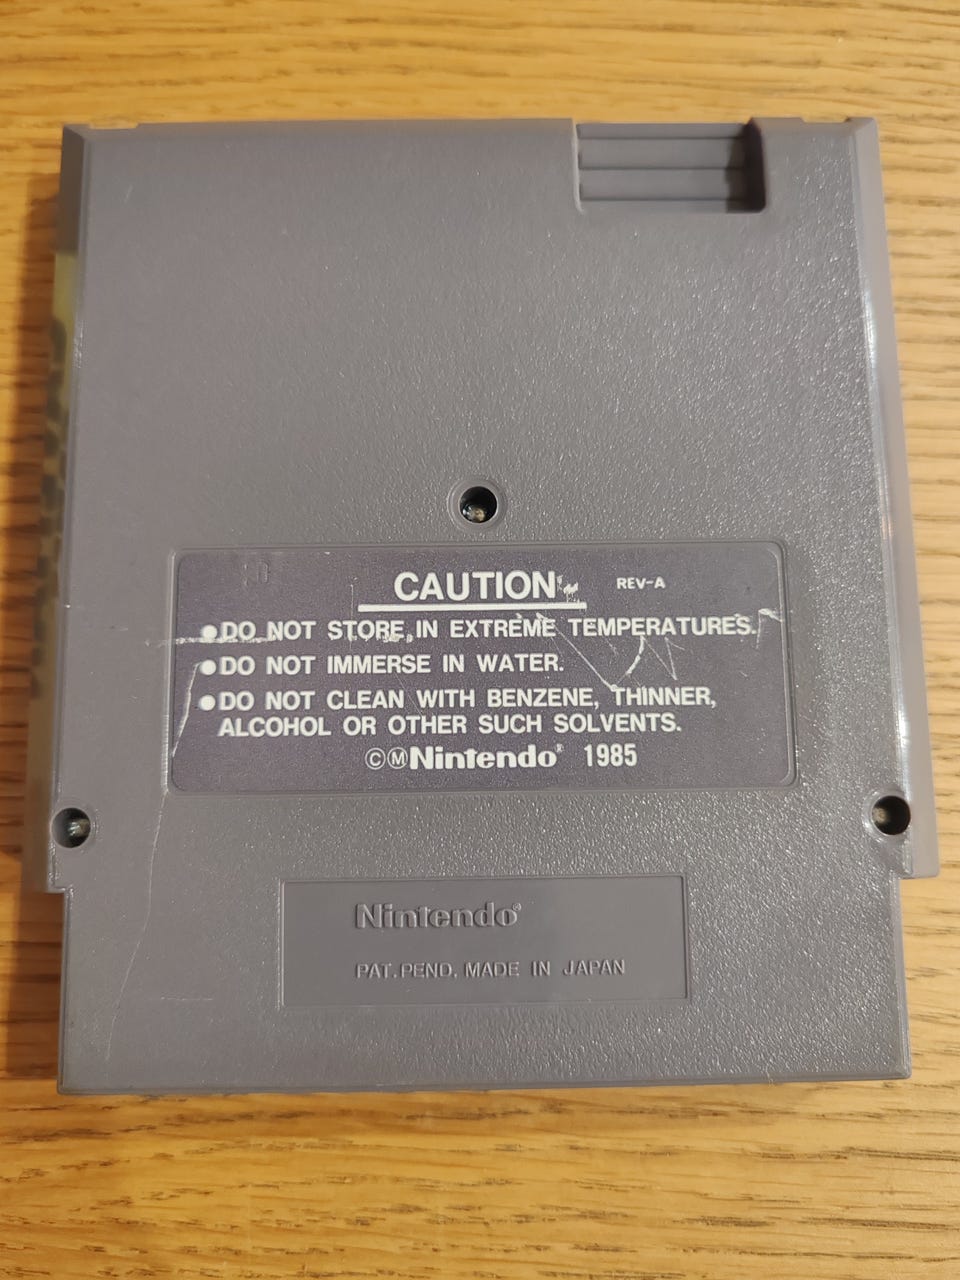 CAUTION REV-A
●DO NOT STORE IN EXTREME TEMPERATURES.
●DO NOT IMMERSE IN WATER.
●DO NOT CLEAN WITH BENZENE, THINNER,
ALCOHOL OR OTHER SUCH SOLVENTS.
©ⓂNintendo® 1985
Nintendo®
PAT. PEND. MADE IN JAPAN